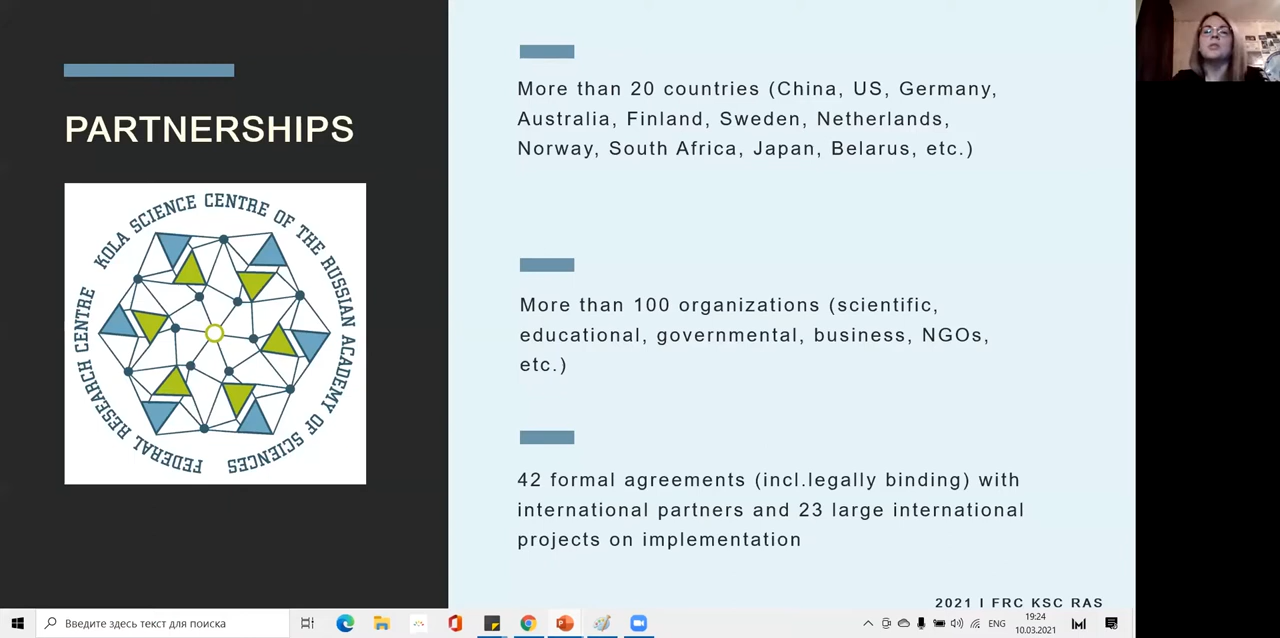 PARTNERSHIPS
KOLA SCIENCE CENTRE OF THE RUSSIAN ACADEMY OF SCIENCES
FEDERAL RESEARCH CENTRE
More than 20 countries (China, US, Germany,
Australia, Finland, Sweden, Netherlands,
Norway, South Africa, Japan, Belarus, etc.)
More than 100 organizations (scientific,
educational, governmental, business, NGOs,
etc.)
42 formal agreements (incl.legally binding) with
international partners and 23 large international
projects on implementation
2021 I FRC KSC RAS
Введите здесь текст для поиска
ENG
19:24
10.03.2021